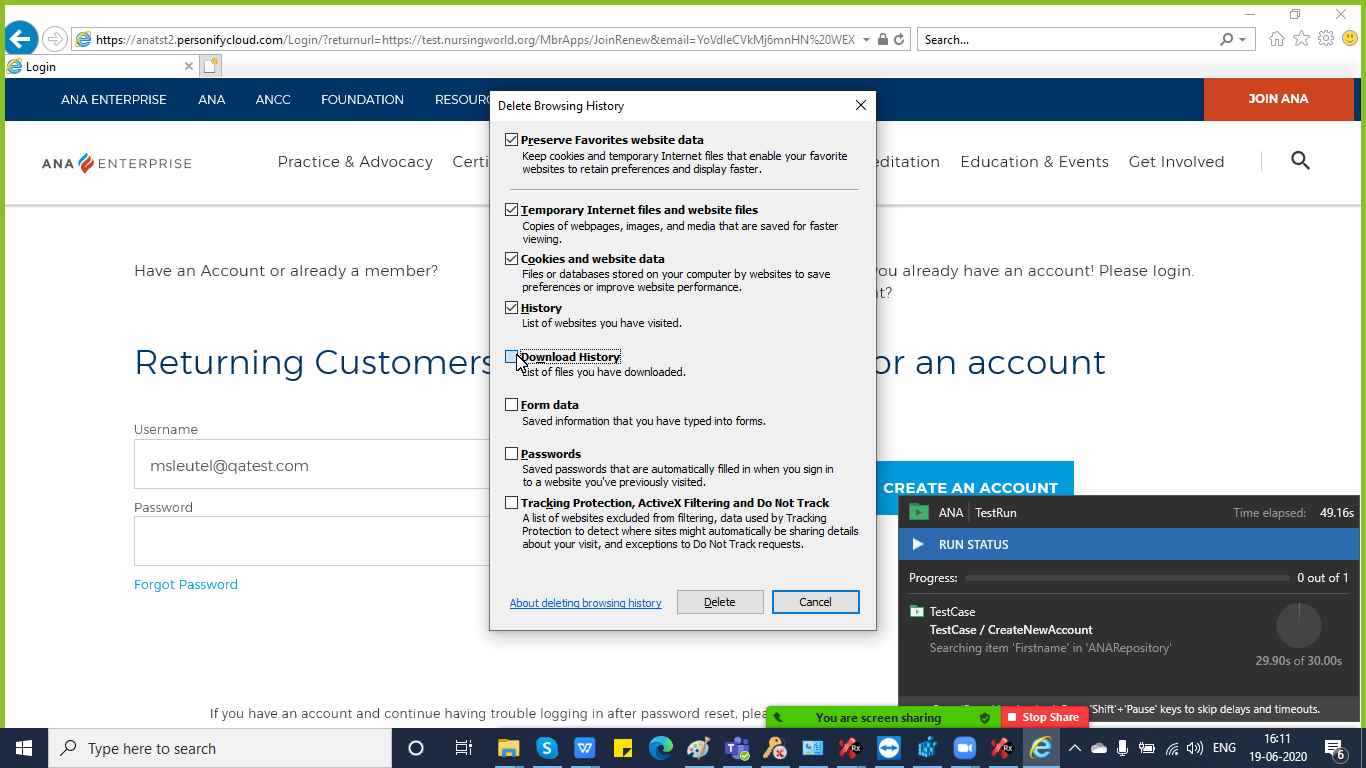 https://anatst2.personifycloud.com/Login/?returnurl=https://test.nursingworld.org/MbrApps/JoinRenew&email=YoVdleCVkMj6mnHN%20WEX
Search...
Login
ANA ENTERPRISE ANA ANCC FOUNDATION RESOURC
JOIN ANA
ANA ENTERPRISE
Practice & Advocacy Certi
editation Education & Events Get Involved
Delete Browsing History
Preserve Favorites website data
Keep cookies and temporary Internet files that enable your favorite
websites to retain preferences and display faster.
Temporary Internet files and website files
Copies of webpages, images, and media that are saved for faster
viewing.
Cookies and website data
Files or databases stored on your computer by websites to save
preferences or improve website performance.
History
List of websites you have visited.
Download History
List of files you have downloaded.
Form data
Saved information that you have typed into forms.
Passwords
Saved passwords that are automatically filled in when you sign in
to a website you've previously visited.
Tracking Protection, ActiveX Filtering and Do Not Track
A list of websites excluded from filtering, data used by Tracking
Protection to detect where sites might automatically be sharing details
about your visit, and exceptions to Do Not Track requests.
About deleting browsing history
Delete
Cancel
Have an Account or already a member?
you already have an account! Please login.
nt?
Returning Customers
or an account
Username
msleutel@qatest.com
Password
Forgot Password
CREATE AN ACCOUNT
ANA TestRun
Time elapsed: 49.16s
RUN STATUS
Progress: 0 out of 1
TestCase
TestCase / CreateNewAccount
Searching item 'Firstname' in 'ANARepository'
29.90s of 30.00s
'Shift'+'Pause' keys to skip delays and timeouts.
If you have an account and continue having trouble logging in after password reset, plea
You are screen sharing
Stop Share
Type here to search
ENG
16:11
19-06-2020
6